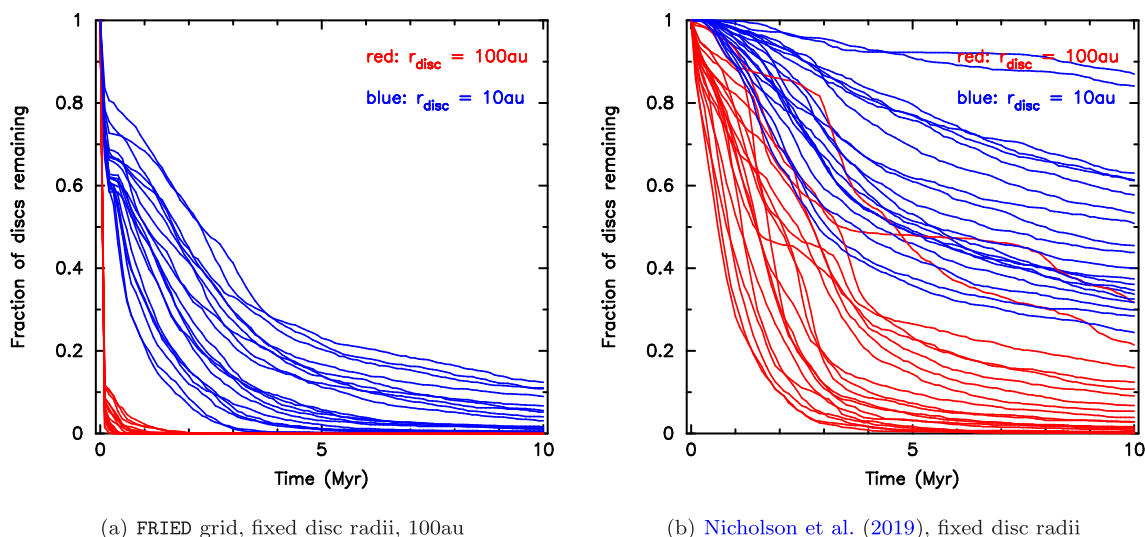 red: r_disc = 100au
blue: r_disc = 10au
Fraction of discs remaining
1
0.8
0.6
0.4
0.2
0
0
5
10
Time (Myr)
(a) FRIED grid, fixed disc radii, 100au
red: r_disc = 100au
blue: r_disc = 10au
Fraction of discs remaining
1
0.8
0.6
0.4
0.2
0
0
5
10
Time (Myr)
(b) Nicholson et al. (2019), fixed disc radii